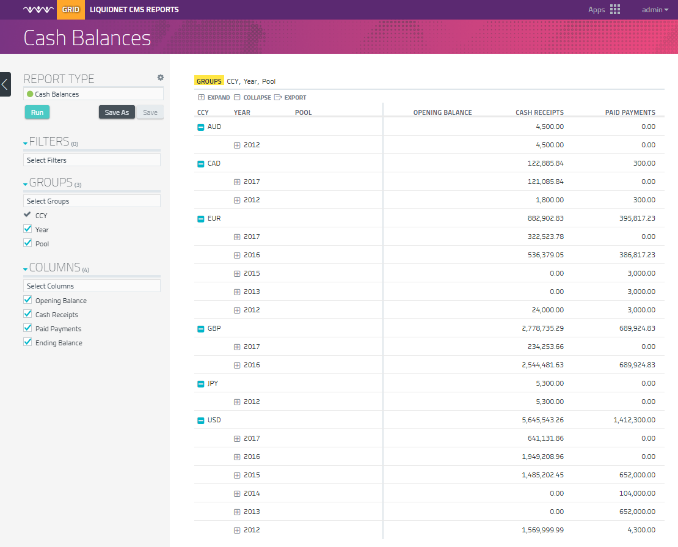 GRID LIQUIDNET CMS REPORTS Apps admin
Cash Balances
REPORT TYPE
Cash Balances
Run Save As Save
FILTERS (0)
Select Filters
GROUPS (3)
Select Groups
CCY
Year
Pool
COLUMNS (4)
Select Columns
Opening Balance
Cash Receipts
Paid Payments
Ending Balance
GROUPS CCY, Year, Pool
EXPAND COLLAPSE EXPORT
CCY YEAR POOL OPENING BALANCE CASH RECEIPTS PAID PAYMENTS
AUD 4,500.00 0.00
2012 4,500.00 0.00
CAD 122,885.84 300.00
2017 121,085.84 0.00
2012 1,800.00 300.00
EUR 882,902.83 395,817.23
2017 322,523.78 0.00
2016 536,379.05 386,817.23
2015 0.00 3,000.00
2013 0.00 3,000.00
2012 24,000.00 3,000.00
GBP 2,778,735.29 689,924.83
2017 234,253.66 0.00
2016 2,544,481.63 689,924.83
JPY 5,300.00 0.00
2012 5,300.00 0.00
USD 5,645,543.26 1,412,300.00
2017 641,131.86 0.00
2016 1,949,208.96 0.00
2015 1,485,202.45 652,000.00
2014 0.00 104,000.00
2013 0.00 652,000.00
2012 1,569,999.99 4,300.00